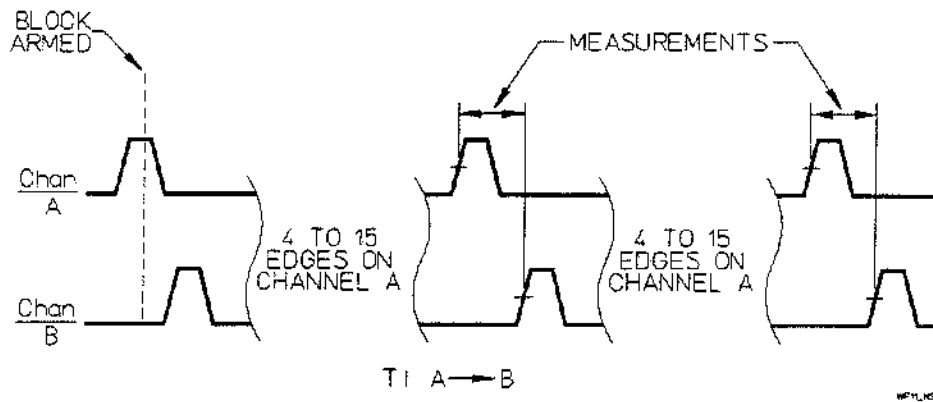 BLOCK
ARMED
MEASUREMENTS
Chan
A
4 TO 15
EDGES ON
CHANNEL A
4 TO 15
EDGES ON
CHANNEL A
Chan
B
TI A → B